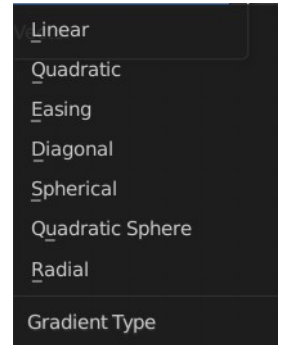 Linear
Quadratic
Easing
Diagonal
Spherical
Quadratic Sphere
Radial
Gradient Type